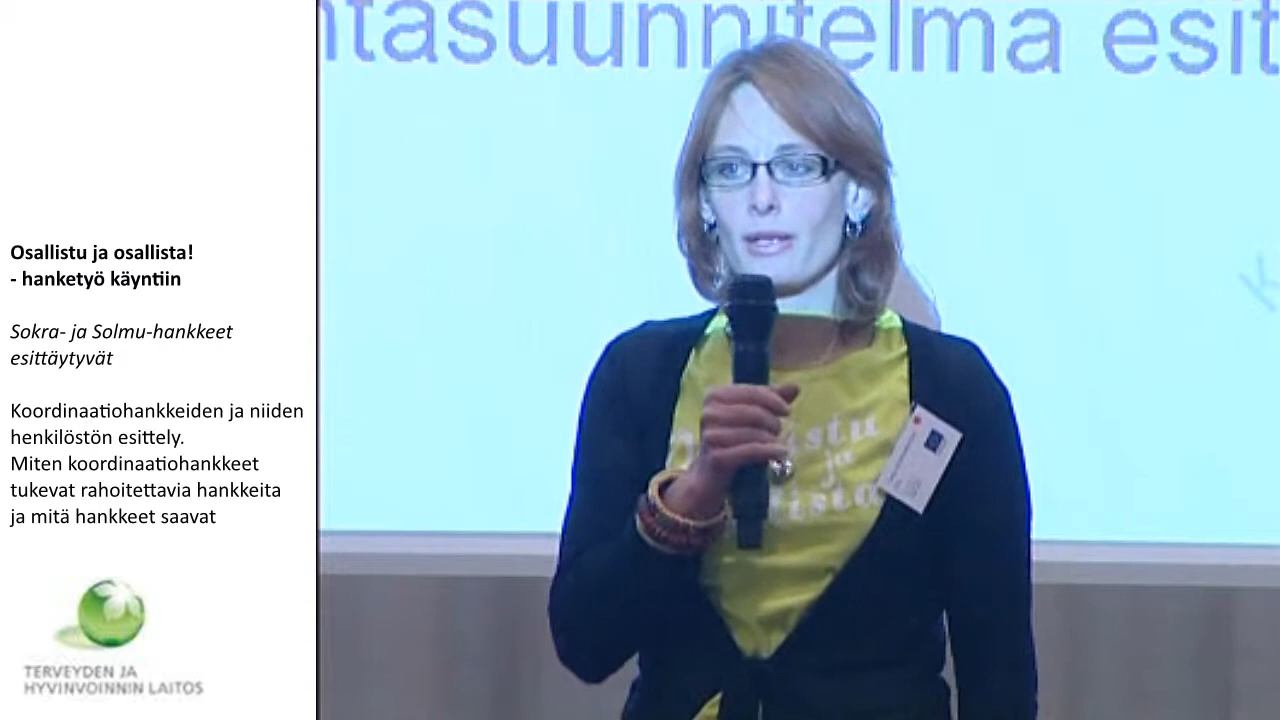 Osallistu ja osallista!
- hanketyö käyntiin
Sokra- ja Solmu-hankkeet
esittäytyvät
Koordinaatiohankkeiden ja niiden
henkilöstön esittely.
Miten koordinaatiohankkeet
tukevat rahoitettavia hankkeita
ja mitä hankkeet saavat
TERVEYDEN JA
HYVINVOINNIN LAITOS
ntasuunnitelma esit
K
ja